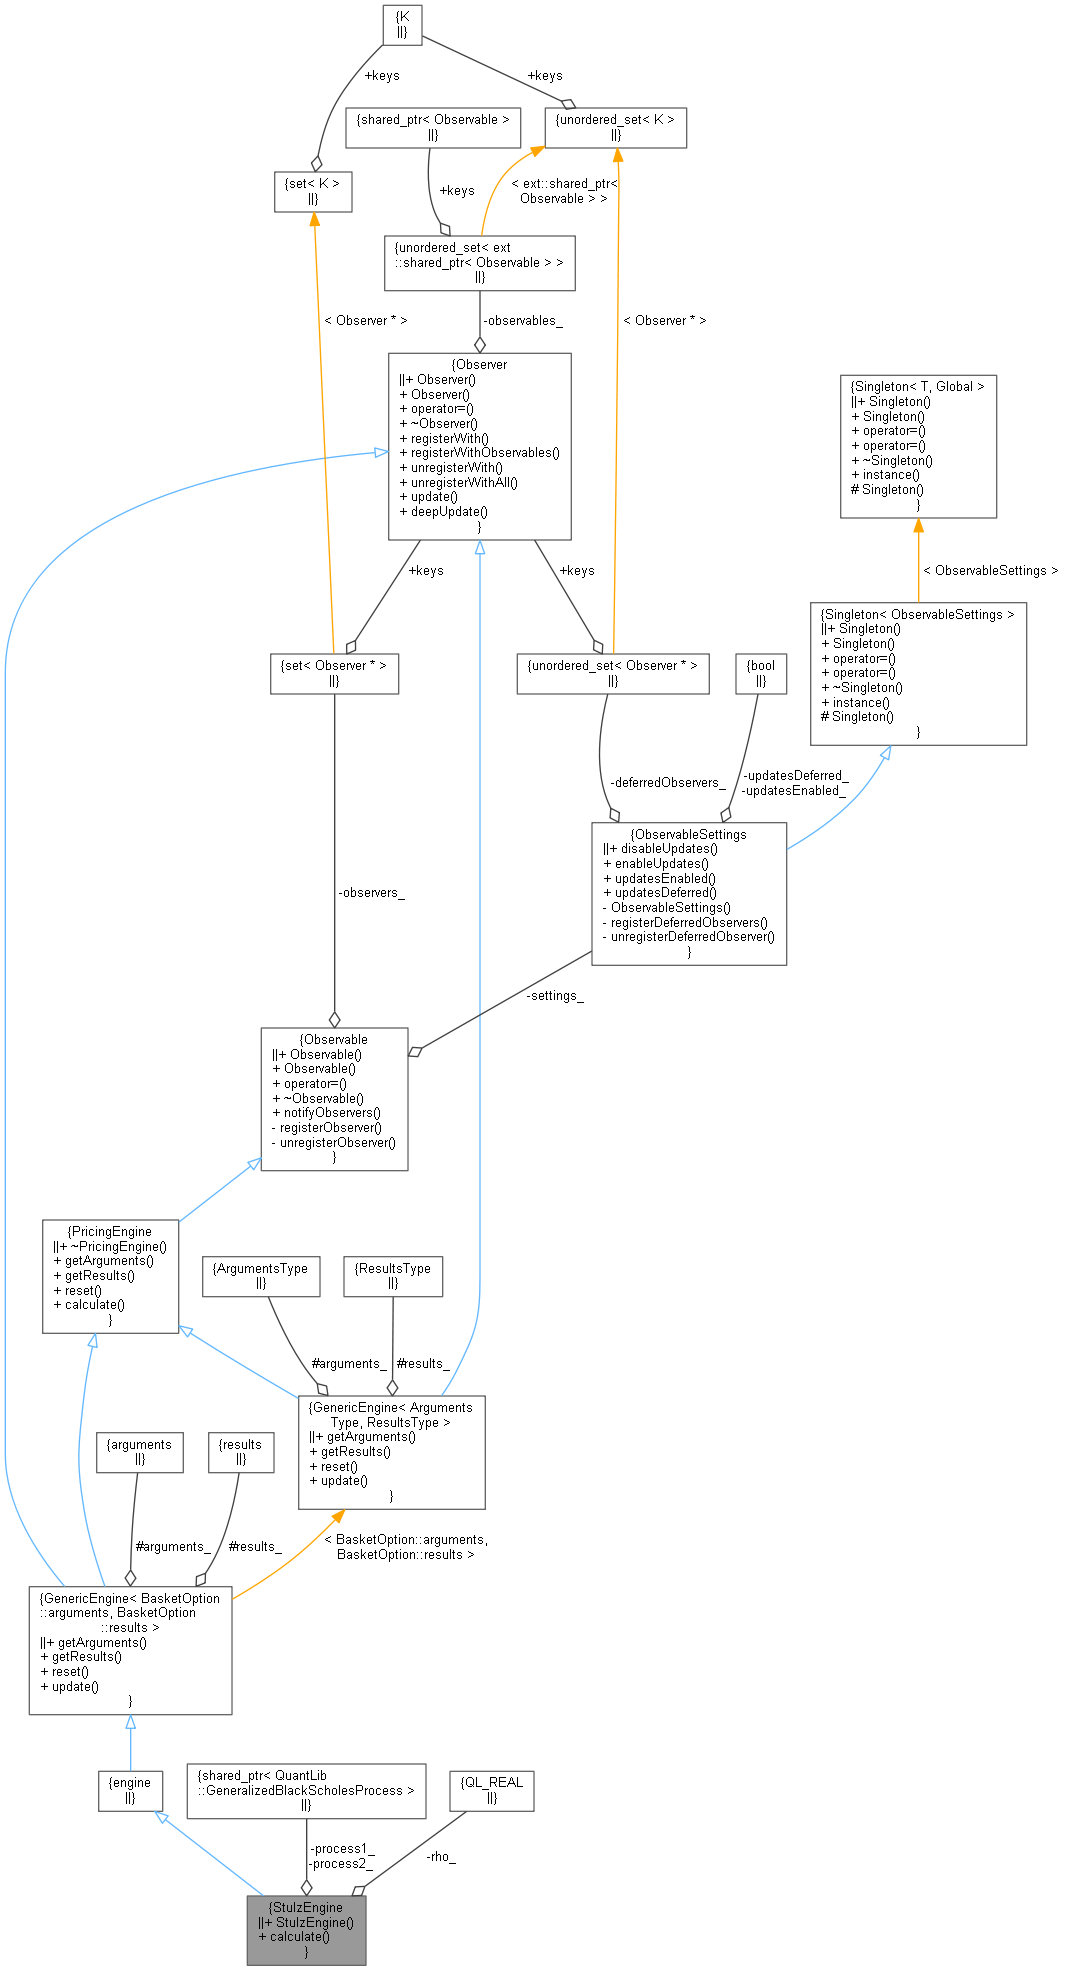 {K
||}
+keys
+keys
{shared_ptr< Observable >
||}
{unordered_set< K >
||}
{set< K >
||}
+keys
< ext::shared_ptr<
Observable > >
{unordered_set< ext
::shared_ptr< Observable > >
||}
< Observer * >
-observables_
< Observer * >
{Observer
||+ Observer()
+ Observer()
+ operator=()
+ ~Observer()
+ registerWith()
+ registerWithObservables()
+ unregisterWith()
+ unregisterWithAll()
+ update()
+ deepUpdate()
}
{Singleton< T, Global >
||+ Singleton()
+ Singleton()
+ operator=()
+ operator=()
+ ~Singleton()
+ instance()
# Singleton()
}
+keys
+keys
< ObservableSettings >
{Singleton< ObservableSettings >
||+ Singleton()
+ Singleton()
+ operator=()
+ operator=()
+ ~Singleton()
+ instance()
# Singleton()
}
{set< Observer * >
||}
{unordered_set< Observer * >
||}
{bool
||}
-deferredObservers_
-updatesDeferred_
-updatesEnabled_
{ObservableSettings
||+ disableUpdates()
+ enableUpdates()
+ updatesEnabled()
+ updatesDeferred()
- ObservableSettings()
- registerDeferredObservers()
- unregisterDeferredObserver()
}
-observers_
-settings_
{Observable
||+ Observable()
+ Observable()
+ operator=()
+ ~Observable()
+ notifyObservers()
- registerObserver()
- unregisterObserver()
}
{PricingEngine
||+ ~PricingEngine()
+ getArguments()
+ getResults()
+ reset()
+ calculate()
}
{ArgumentsType
||}
{ResultsType
||}
#arguments_
#results_
{GenericEngine< Arguments
Type, ResultsType >
||+ getArguments()
+ getResults()
+ reset()
+ update()
}
{arguments
||}
{results
||}
#arguments_
#results_
< BasketOption::arguments,
BasketOption::results >
{GenericEngine< BasketOption
::arguments, BasketOption
::results >
||+ getArguments()
+ getResults()
+ reset()
+ update()
}
{engine
||}
{shared_ptr< QuantLib
::GeneralizedBlackScholesProcess >
||}
{QL_REAL
||}
-process1_
-process2_
-rho_
{StulzEngine
||+ StulzEngine()
+ calculate()
}